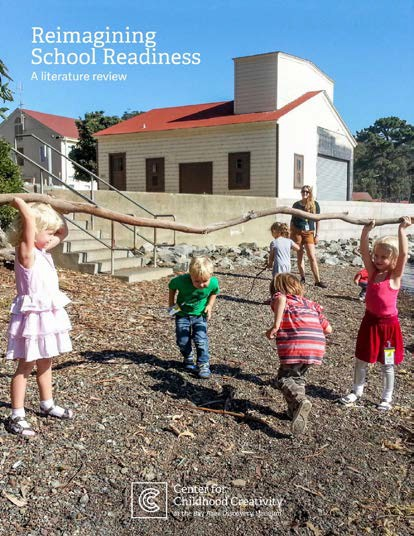 Reimagining
School Readiness
A literature review
Center for
Childhood Creativity
at the Bay Area Discovery Museum